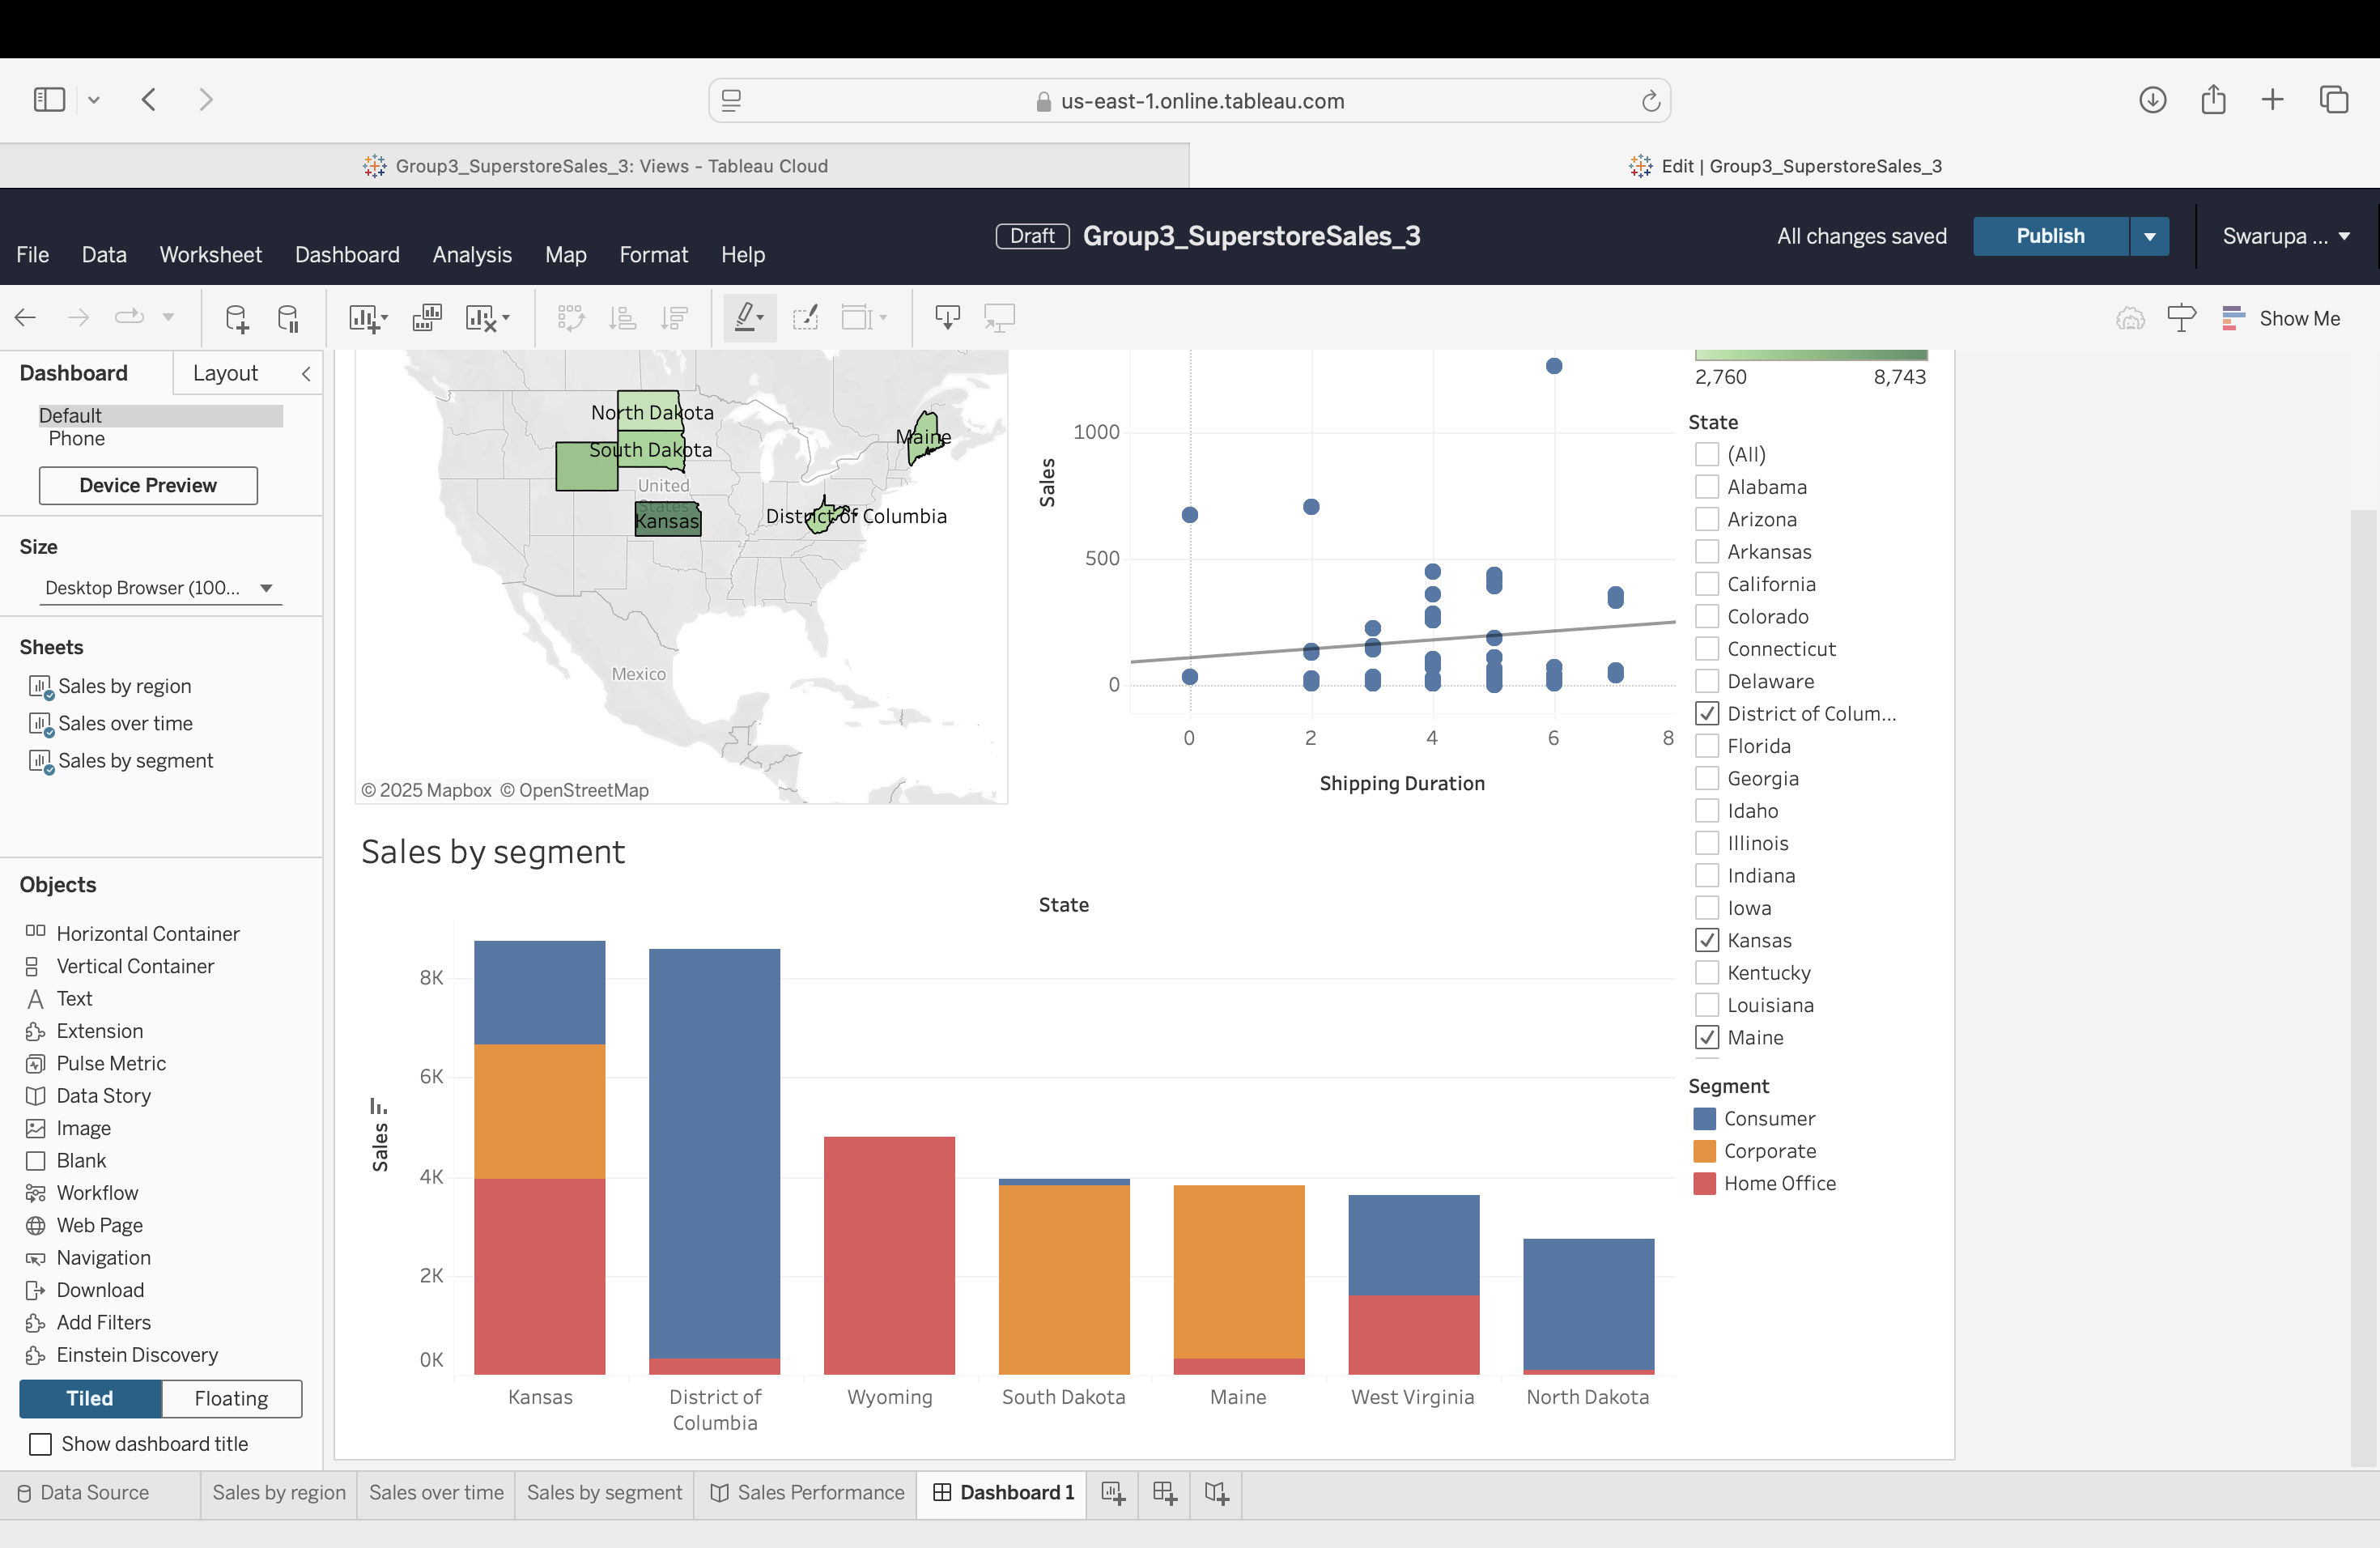 us-east-1.online.tableau.com
Group3_SuperstoreSales_3: Views - Tableau Cloud
Edit | Group3_SuperstoreSales_3
Draft Group3_SuperstoreSales_3
All changes saved
Publish
Swarupa ...
File Data Worksheet Dashboard Analysis Map Format Help
Show Me
Dashboard
Layout
Default
Phone
Device Preview
Size
Desktop Browser (100...
Sheets
Sales by region
Sales over time
Sales by segment
Objects
Horizontal Container
Vertical Container
Text
Extension
Pulse Metric
Data Story
Image
Blank
Workflow
Web Page
Navigation
Download
Add Filters
Einstein Discovery
Tiled
Floating
Show dashboard title
North Dakota
South Dakota
Maine
United
States
Kansas
District of Columbia
Mexico
© 2025 Mapbox © OpenStreetMap
Sales
1000
500
0
0 2 4 6 8
Shipping Duration
2,760 8,743
State
(All)
Alabama
Arizona
Arkansas
California
Colorado
Connecticut
Delaware
District of Colum...
Florida
Georgia
Idaho
Illinois
Indiana
Iowa
Kansas
Kentucky
Louisiana
Maine
Segment
Consumer
Corporate
Home Office
Sales by segment
State
Sales
8K
6K
4K
2K
0K
Kansas
District of
Columbia
Wyoming
South Dakota
Maine
West Virginia
North Dakota
Data Source
Sales by region
Sales over time
Sales by segment
Sales Performance
Dashboard 1